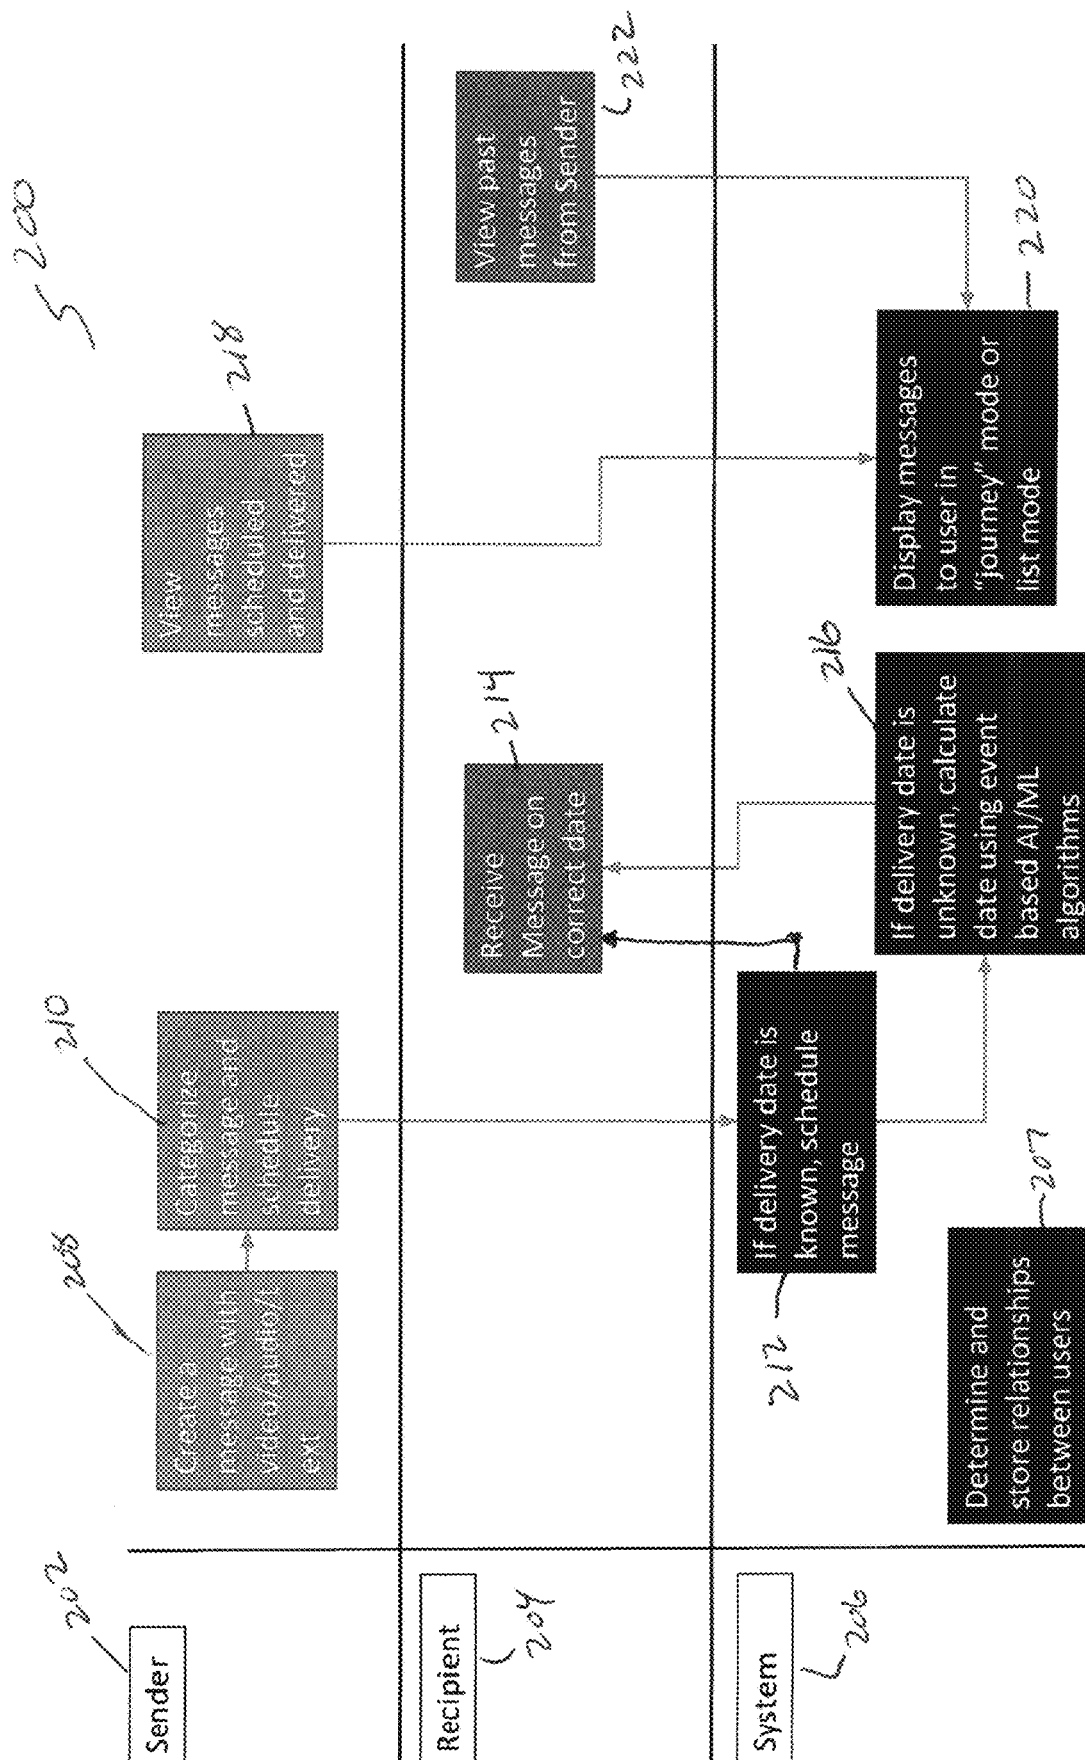 200
202
Sender
208
Create a
message with
video/audio/t
ext
210
Categorize
message and
schedule
delivery
218
View
messages
scheduled
and delivered
Recipient
204
Receive
Message on
correct date
214
View past
messages
from Sender
222
System
206
Determine and
store relationships
between users
207
If delivery date is
known, schedule
message
212
If delivery date is
unknown, calculate
date using event
based AI/ML
algorithms
216
Display messages
to user in
“journey” mode or
list mode
220